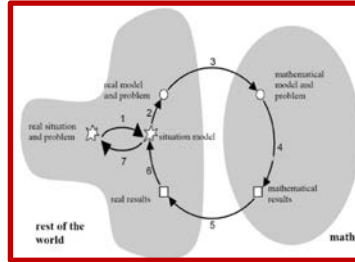 real model
and problem
3
mathematical
model and
problem
real situation
and problem
1
2
situation model
7
4
6
real results
mathematical
results
5
rest of the
world
math